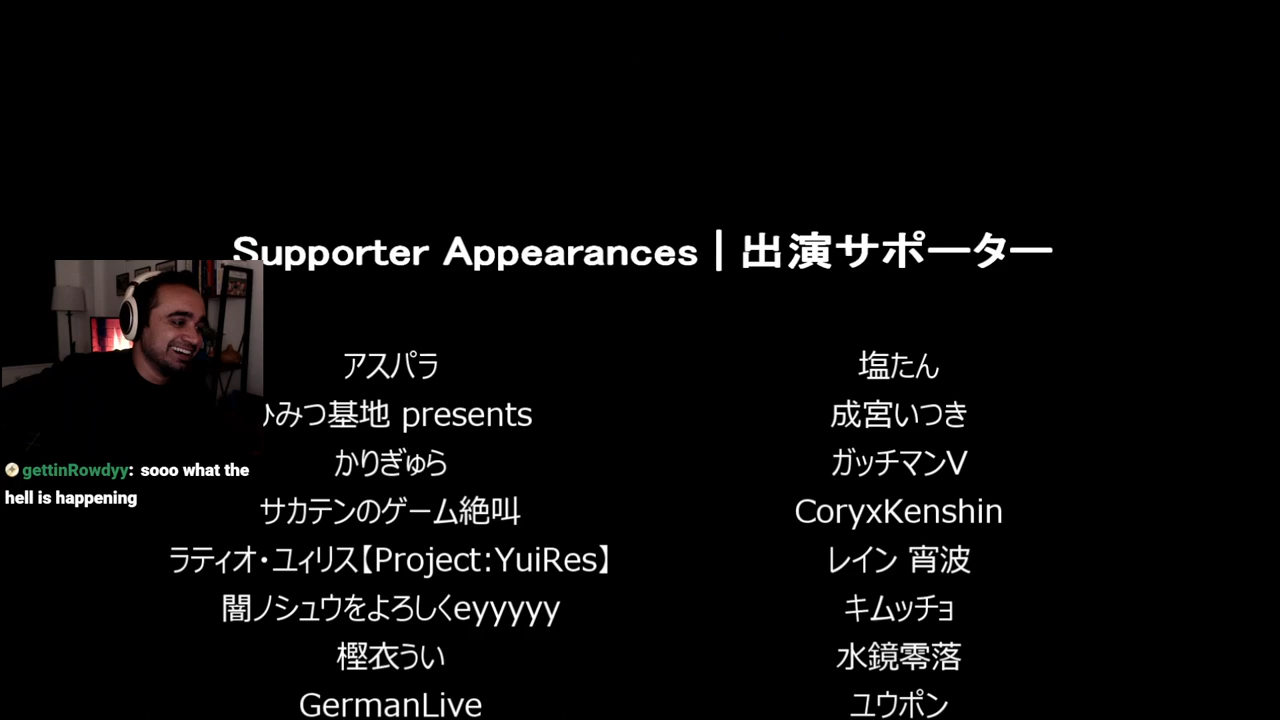 Supporter Appearances | 出演サポーター
アスパラ
塩たん
ひみつ基地 presents
成宮いつき
かりぎゅら
ガッチマンV
サカテンのゲーム絶叫
CoryxKenshin
ラティオ・ユィリス【Project:YuiRes】
レイン 宵波
闇ノシュウをよろしくeyyyyy
キムッチョ
樫衣うい
水鏡零落
GermanLive
ユウポン
gettinRowdyy: sooo what the
hell is happening